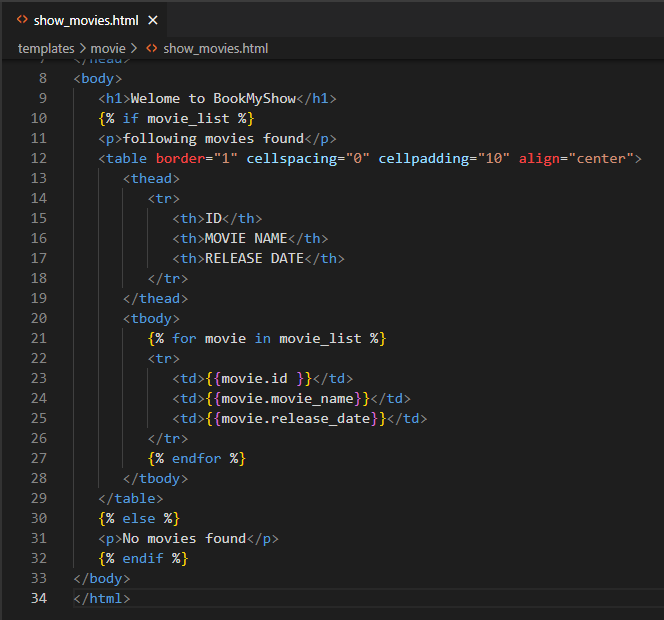 show_movies.html ×
templates > movie > <> show_movies.html
7 </head>
8 <body>
9 <h1>Welome to BookMyShow</h1>
10 {% if movie_list %}
11 <p>following movies found</p>
12 <table border="1" cellspacing="0" cellpadding="10" align="center">
13 <thead>
14 <tr>
15 <th>ID</th>
16 <th>MOVIE NAME</th>
17 <th>RELEASE DATE</th>
18 </tr>
19 </thead>
20 <tbody>
21 {% for movie in movie_list %}
22 <tr>
23 <td>{{movie.id }}</td>
24 <td>{{movie.movie_name}}</td>
25 <td>{{movie.release_date}}</td>
26 </tr>
27 {% endfor %}
28 </tbody>
29 </table>
30 {% else %}
31 <p>No movies found</p>
32 {% endif %}
33 </body>
34 </html>